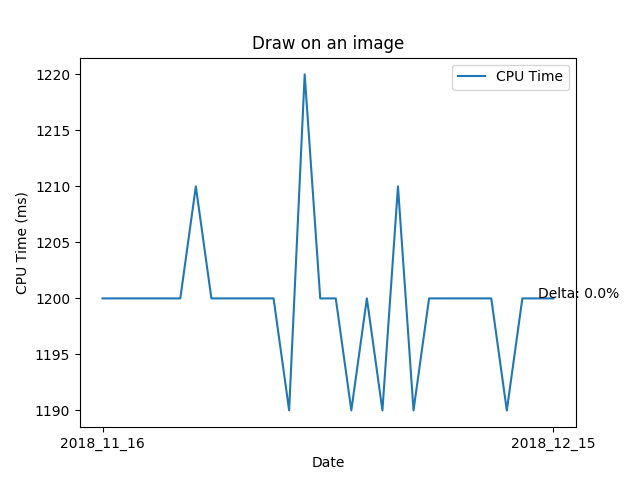 Draw on an image
CPU Time
1220
1215
1210
1205
1200
1195
1190
CPU Time (ms)
Delta: 0.0%
2018_11_16
2018_12_15
Date